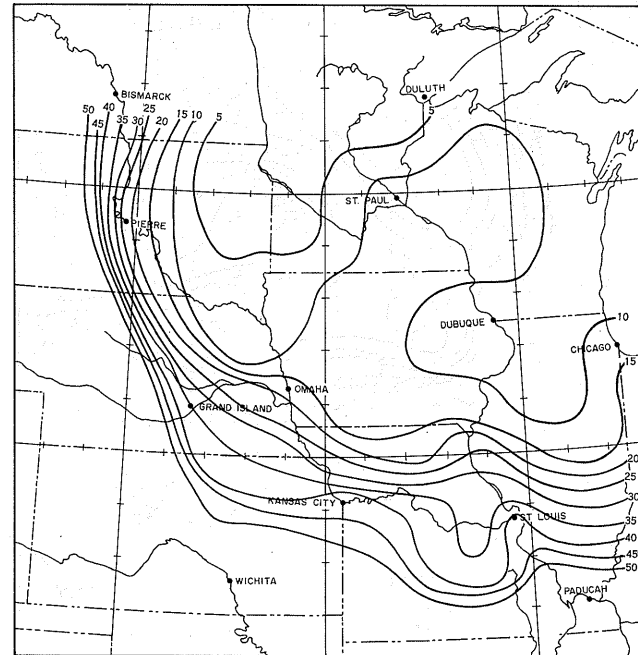 DULUTH
BISMARCK
50
45
40
35
30
25
20
15
10
5
5
ST. PAUL
2
PIERRE
DUBUQUE
10
CHICAGO
15
OMAHA
GRAND ISLAND
20
25
30
KANSAS CITY
ST LOUIS
35
40
45
50
WICHITA
PADUCAH